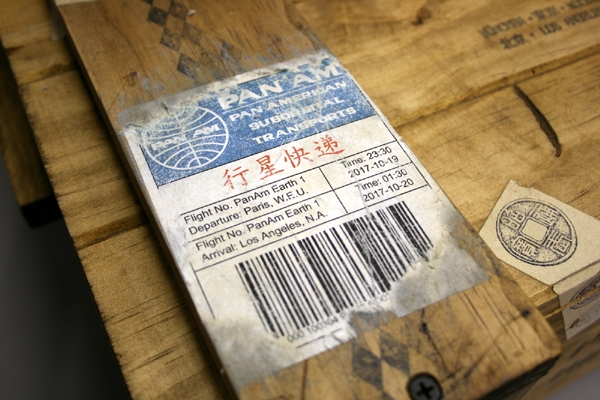 PAN AM
PAN AMERICAN
SUBORBITAL
TRANSPORTS
PAN AM
行星快递
Flight No. PanAm Earth 1
Departure: Paris, W.E.U.
Time: 23:30
2017-10-19
Flight No. PanAm Earth 1
Arrival: Los Angeles, N.A.
Time: 01:30
2017-10-20
LOS ANGELES